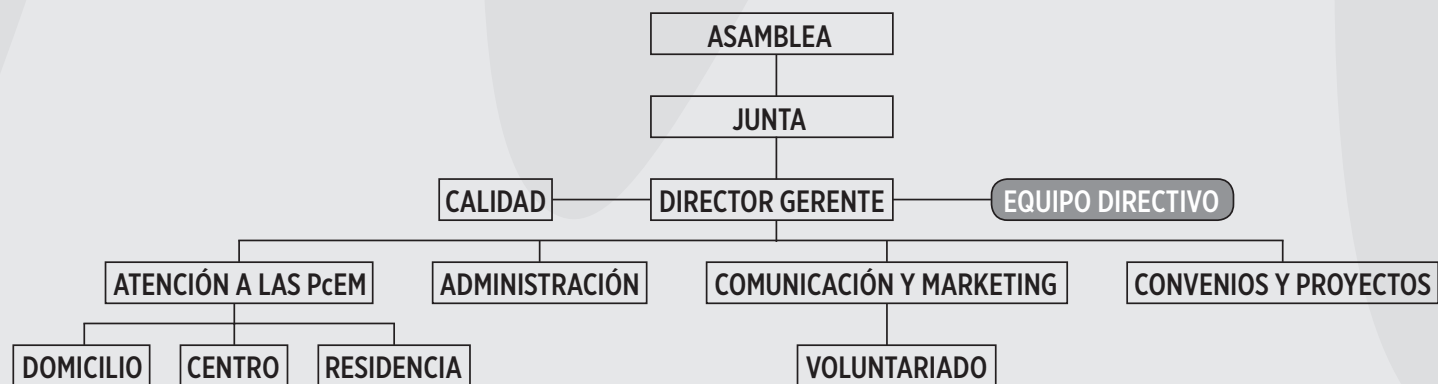 ASAMBLEA
JUNTA
CALIDAD
DIRECTOR GERENTE
EQUIPO DIRECTIVO
ATENCIÓN A LAS PcEM
ADMINISTRACIÓN
COMUNICACIÓN Y MARKETING
CONVENIOS Y PROYECTOS
DOMICILIO
CENTRO
RESIDENCIA
VOLUNTARIADO